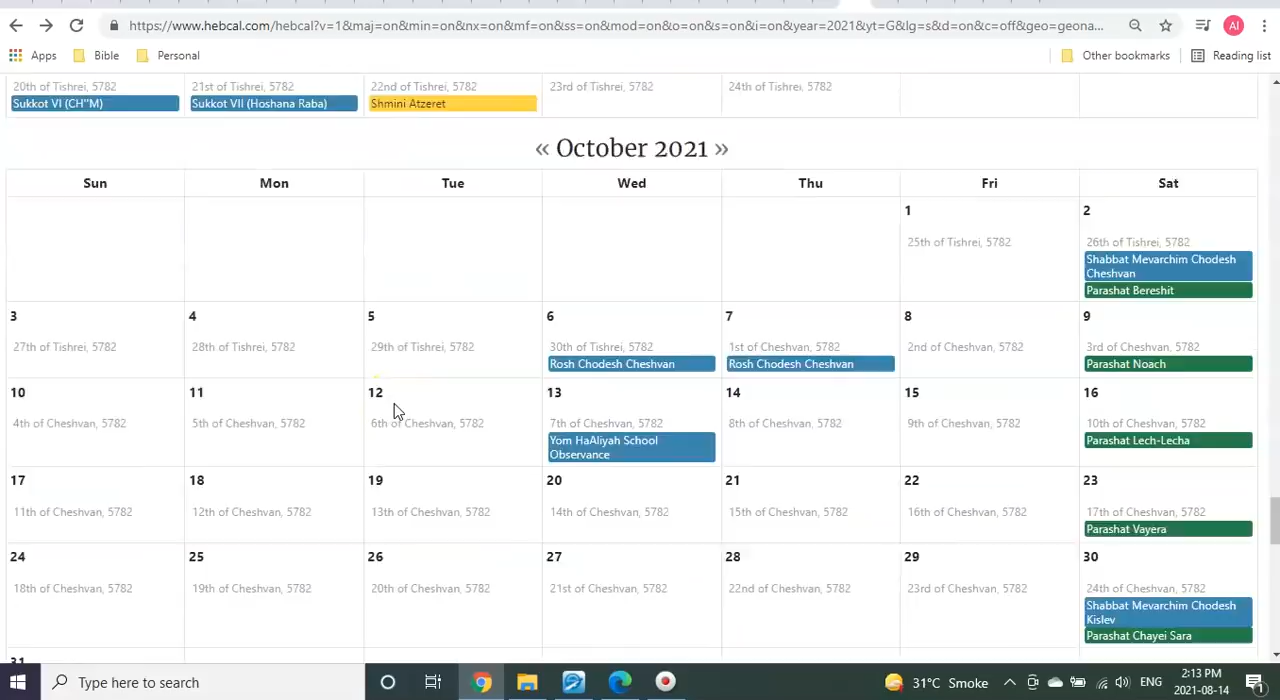 https://www.hebcal.com/hebcal?v=1&maj=on&min=on&nx=on&mf=on&ss=on&mod=on&o=on&s=on&i=on&year=2021&yt=G&lg=s&d=on&c=off&geo=geona...
AI
Apps Bible Personal Other bookmarks Reading list
20th of Tishrei, 5782 21st of Tishrei, 5782 22nd of Tishrei, 5782 23rd of Tishrei, 5782 24th of Tishrei, 5782
Sukkot VI (CH''M) Sukkot VII (Hoshana Raba) Shmini Atzeret
« October 2021 »
Sun Mon Tue Wed Thu Fri Sat
1 2
25th of Tishrei, 5782 26th of Tishrei, 5782
Shabbat Mevarchim Chodesh
Cheshvan
Parashat Bereshit
3 4 5 6 7 8 9
27th of Tishrei, 5782 28th of Tishrei, 5782 29th of Tishrei, 5782 30th of Tishrei, 5782 1st of Cheshvan, 5782 2nd of Cheshvan, 5782 3rd of Cheshvan, 5782
Rosh Chodesh Cheshvan Rosh Chodesh Cheshvan Parashat Noach
10 11 12 13 14 15 16
4th of Cheshvan, 5782 5th of Cheshvan, 5782 6th of Cheshvan, 5782 7th of Cheshvan, 5782 8th of Cheshvan, 5782 9th of Cheshvan, 5782 10th of Cheshvan, 5782
Yom HaAliyah School Parashat Lech-Lecha
Observance
17 18 19 20 21 22 23
11th of Cheshvan, 5782 12th of Cheshvan, 5782 13th of Cheshvan, 5782 14th of Cheshvan, 5782 15th of Cheshvan, 5782 16th of Cheshvan, 5782 17th of Cheshvan, 5782
Parashat Vayera
24 25 26 27 28 29 30
18th of Cheshvan, 5782 19th of Cheshvan, 5782 20th of Cheshvan, 5782 21st of Cheshvan, 5782 22nd of Cheshvan, 5782 23rd of Cheshvan, 5782 24th of Cheshvan, 5782
Shabbat Mevarchim Chodesh
Kislev
Parashat Chayei Sara
31
Type here to search 31°C Smoke ENG 2:13 PM
2021-08-14
1